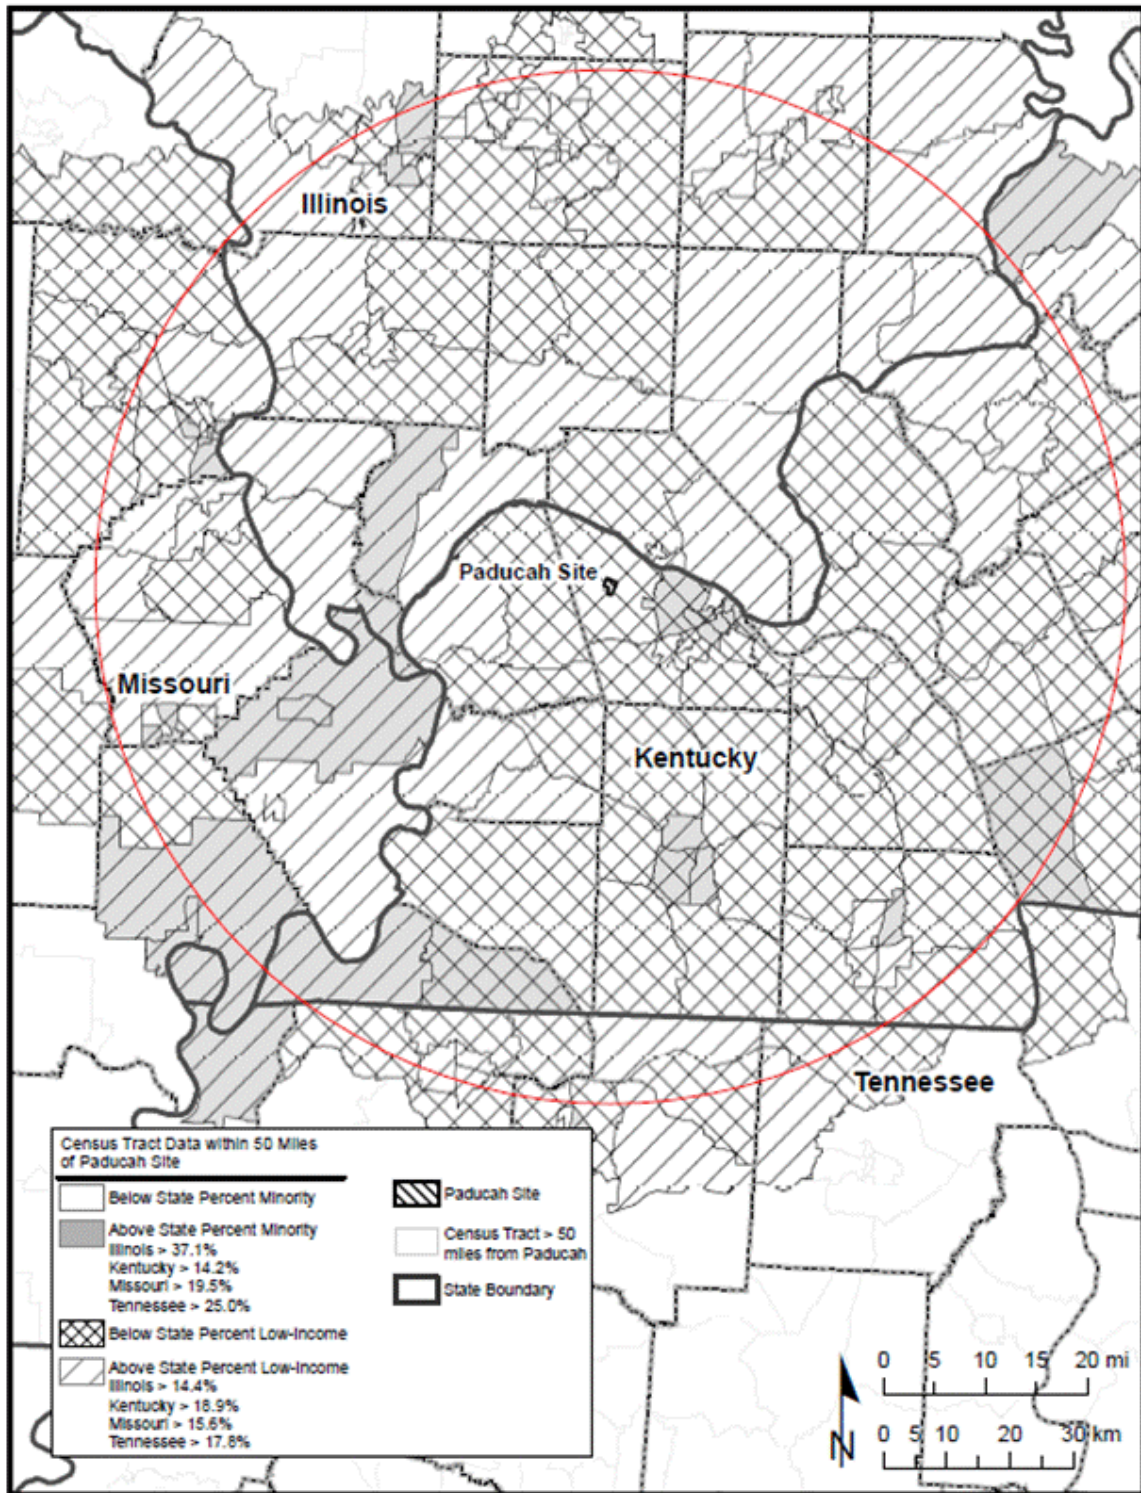 Illinois
Paducah Site
Missouri
Kentucky
Tennessee
Census Tract Data within 50 Miles
of Paducah Site
Below State Percent Minority
Above State Percent Minority
Illinois > 37.1%
Kentucky > 14.2%
Missouri > 19.5%
Tennessee > 25.0%
Below State Percent Low-Income
Above State Percent Low-Income
Illinois > 14.4%
Kentucky > 18.9%
Missouri > 15.6%
Tennessee > 17.8%
Paducah Site
Census Tract > 50
miles from Paducah
State Boundary
N
0 5 10 15 20 mi
0 5 10 20 30 km